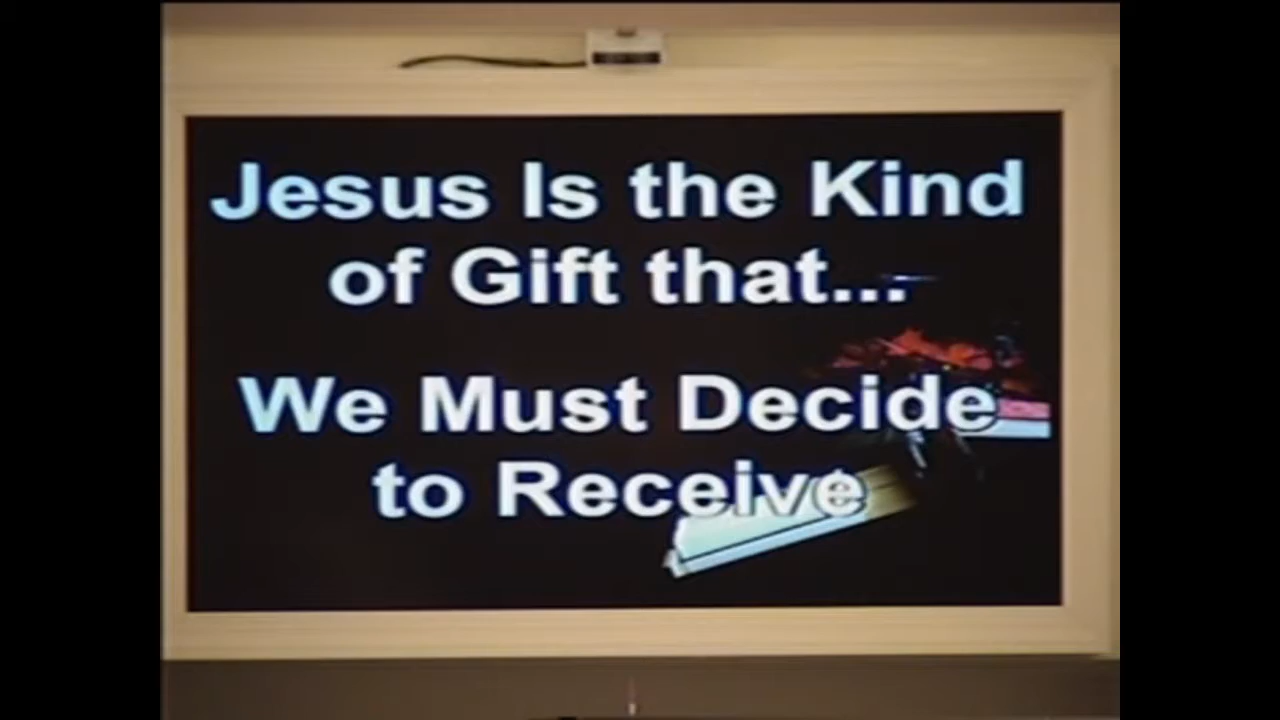 Jesus Is the Kind
of Gift that...
We Must Decide
to Receive